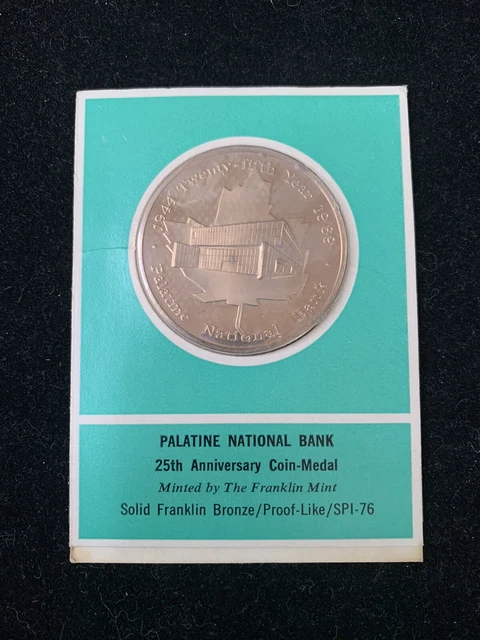 1944 Twenty-fifth Year 1969
Palatine National Bank
PALATINE NATIONAL BANK
25th Anniversary Coin-Medal
Minted by The Franklin Mint
Solid Franklin Bronze/Proof-Like/SPI-76